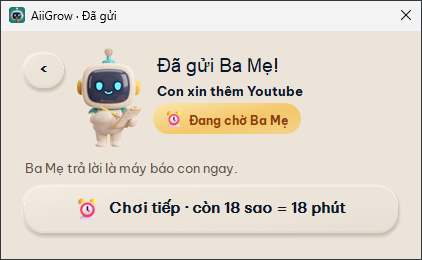 AiiGrow · Đã gửi
Đã gửi Ba Mẹ!
Con xin thêm Youtube
Đang chờ Ba Mẹ
Ba Mẹ trả lời là máy báo con ngay.
Chơi tiếp · còn 18 sao = 18 phút